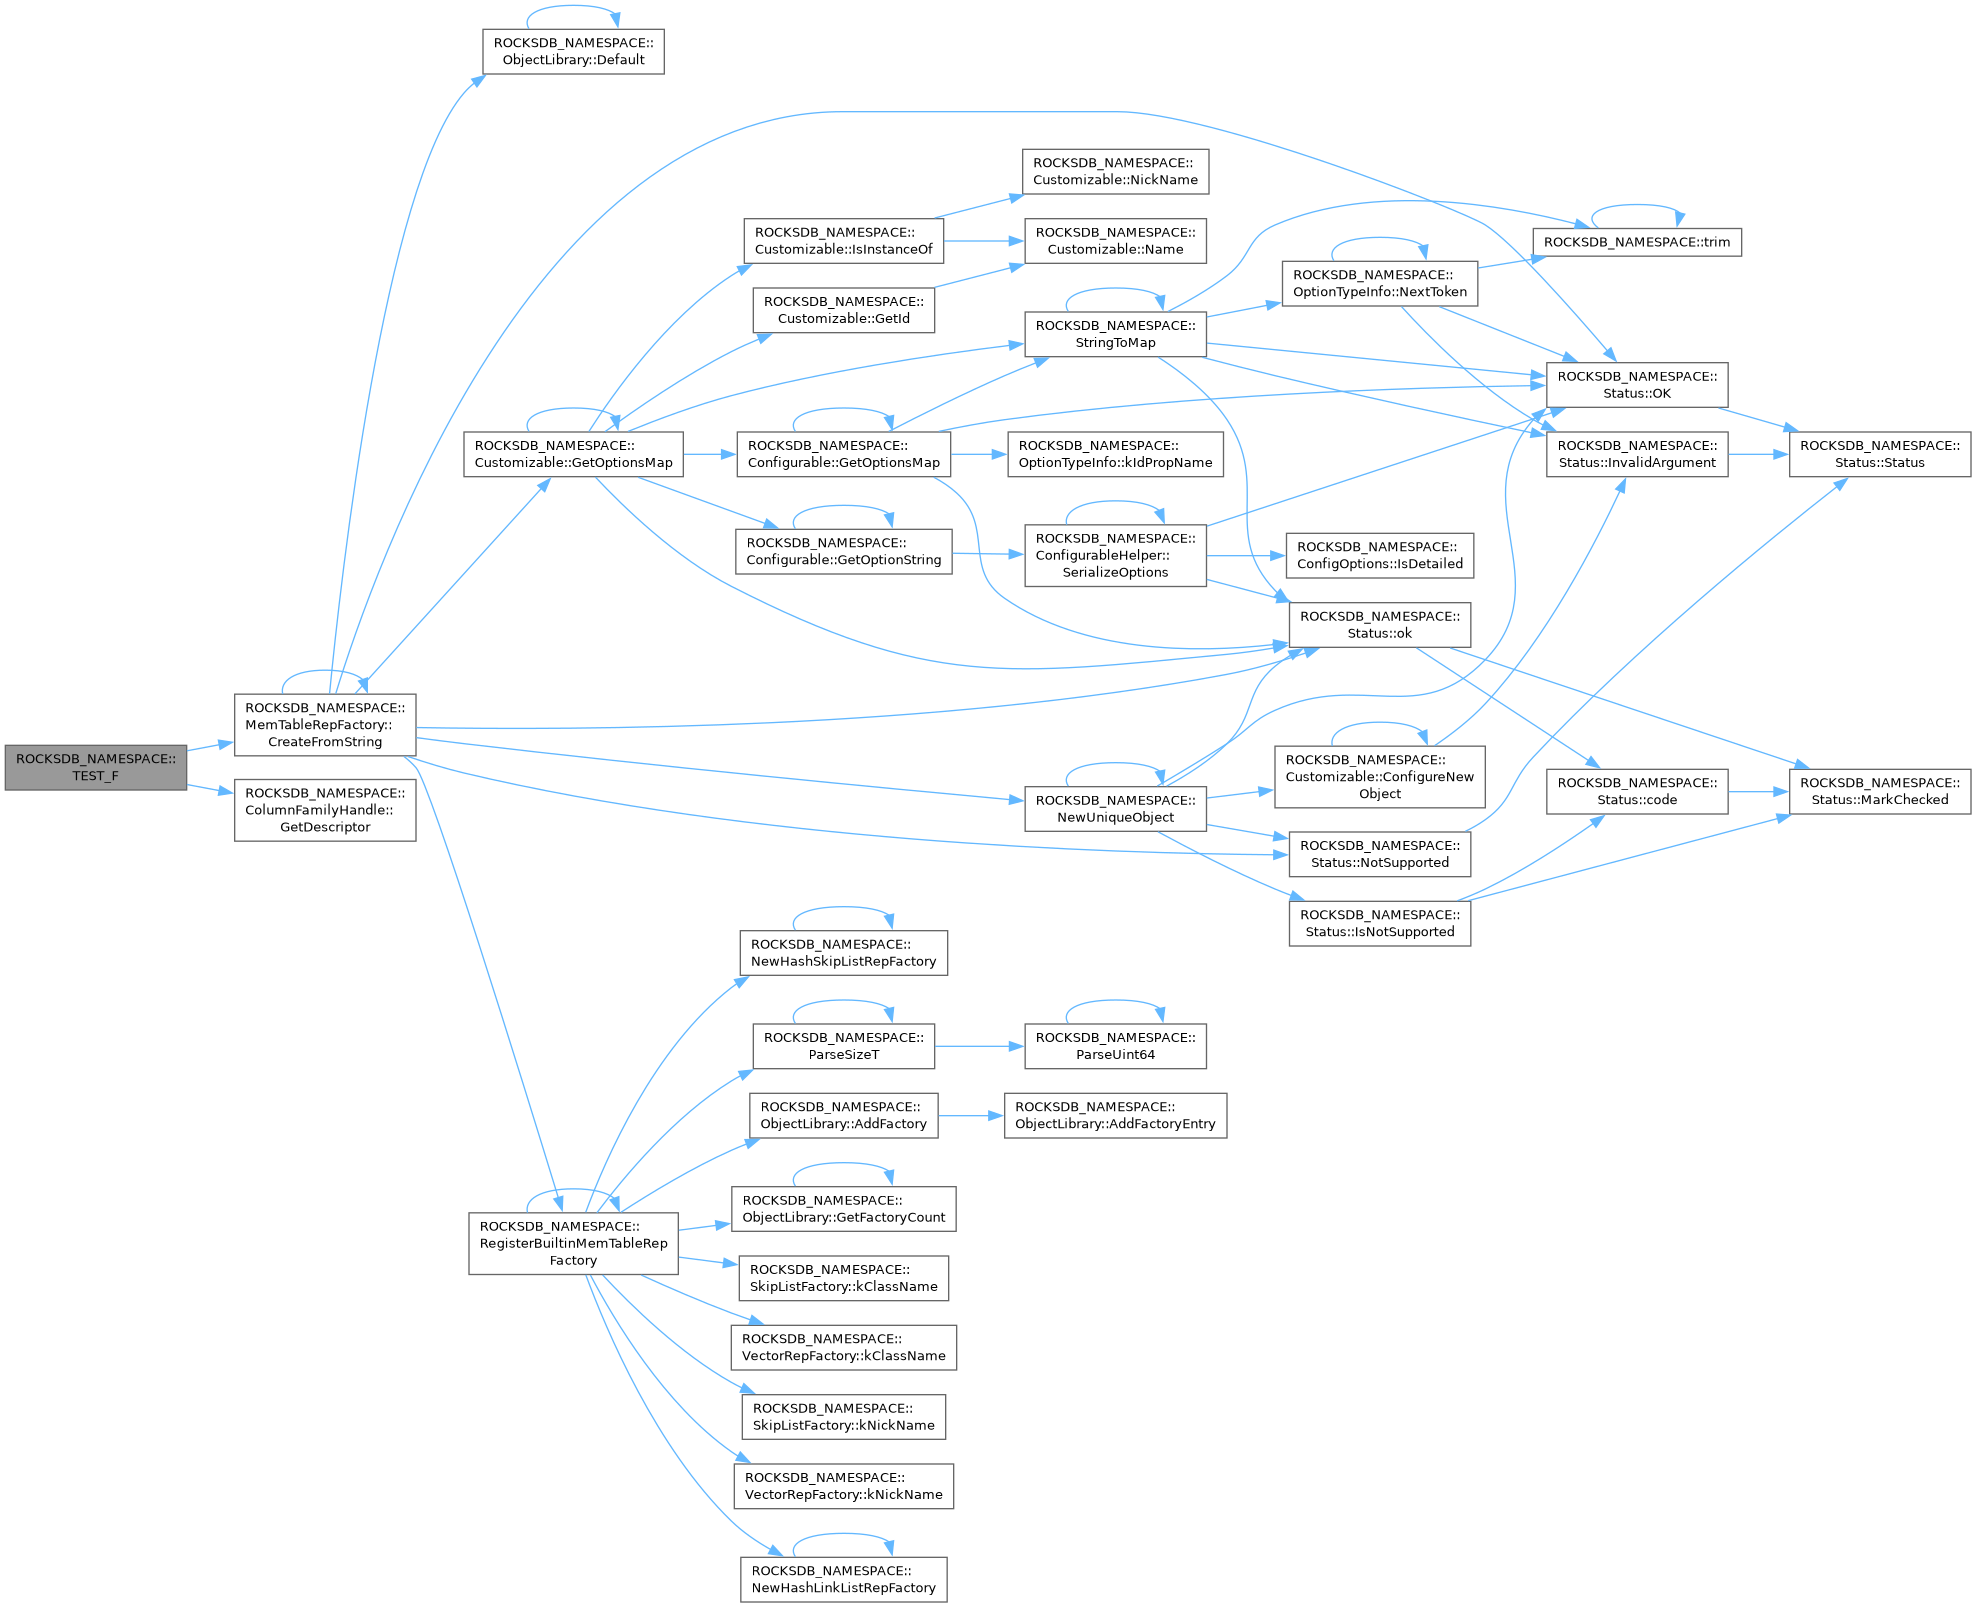 ROCKSDB_NAMESPACE::
ObjectLibrary::Default
ROCKSDB_NAMESPACE::
Customizable::NickName
ROCKSDB_NAMESPACE::
Customizable::IsInstanceOf
ROCKSDB_NAMESPACE::
Customizable::Name
ROCKSDB_NAMESPACE::trim
ROCKSDB_NAMESPACE::
OptionTypeInfo::NextToken
ROCKSDB_NAMESPACE::
Customizable::GetId
ROCKSDB_NAMESPACE::
StringToMap
ROCKSDB_NAMESPACE::
Status::OK
ROCKSDB_NAMESPACE::
Customizable::GetOptionsMap
ROCKSDB_NAMESPACE::
Configurable::GetOptionsMap
ROCKSDB_NAMESPACE::
OptionTypeInfo::kIdPropName
ROCKSDB_NAMESPACE::
Status::InvalidArgument
ROCKSDB_NAMESPACE::
Status::Status
ROCKSDB_NAMESPACE::
Configurable::GetOptionString
ROCKSDB_NAMESPACE::
ConfigurableHelper::
SerializeOptions
ROCKSDB_NAMESPACE::
ConfigOptions::IsDetailed
ROCKSDB_NAMESPACE::
Status::ok
ROCKSDB_NAMESPACE::
MemTableRepFactory::
CreateFromString
ROCKSDB_NAMESPACE::
TEST_F
ROCKSDB_NAMESPACE::
ColumnFamilyHandle::
GetDescriptor
ROCKSDB_NAMESPACE::
NewUniqueObject
ROCKSDB_NAMESPACE::
Customizable::ConfigureNew
Object
ROCKSDB_NAMESPACE::
Status::code
ROCKSDB_NAMESPACE::
Status::MarkChecked
ROCKSDB_NAMESPACE::
Status::NotSupported
ROCKSDB_NAMESPACE::
Status::IsNotSupported
ROCKSDB_NAMESPACE::
NewHashSkipListRepFactory
ROCKSDB_NAMESPACE::
ParseSizeT
ROCKSDB_NAMESPACE::
ParseUint64
ROCKSDB_NAMESPACE::
ObjectLibrary::AddFactory
ROCKSDB_NAMESPACE::
ObjectLibrary::AddFactoryEntry
ROCKSDB_NAMESPACE::
ObjectLibrary::GetFactoryCount
ROCKSDB_NAMESPACE::
RegisterBuiltinMemTableRep
Factory
ROCKSDB_NAMESPACE::
SkipListFactory::kClassName
ROCKSDB_NAMESPACE::
VectorRepFactory::kClassName
ROCKSDB_NAMESPACE::
SkipListFactory::kNickName
ROCKSDB_NAMESPACE::
VectorRepFactory::kNickName
ROCKSDB_NAMESPACE::
NewHashLinkListRepFactory